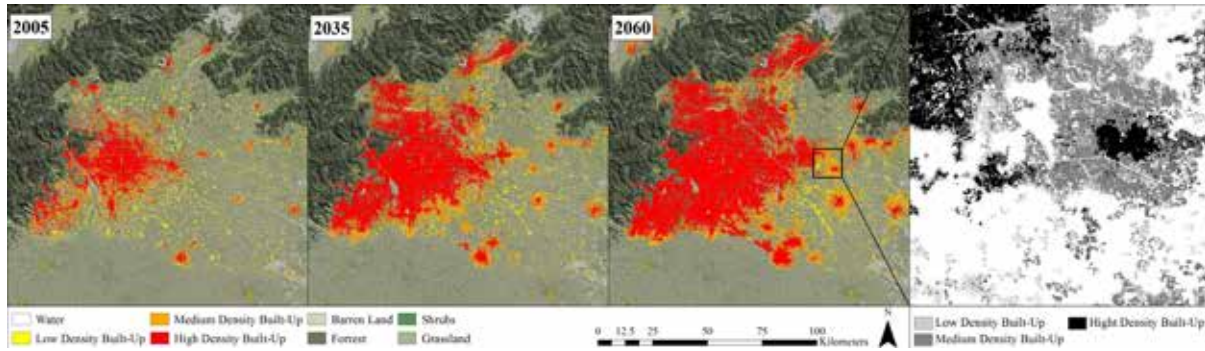 2005
2035
2060
Water
Medium Density Built-Up
Barren Land
Shrubs
Low Density Built-Up
High Density Built-Up
Forrest
Grassland
N
0 12.5 25 50 75 100
Kilometers
Low Density Built-Up
Hight Density Built-Up
Medium Density Built-Up